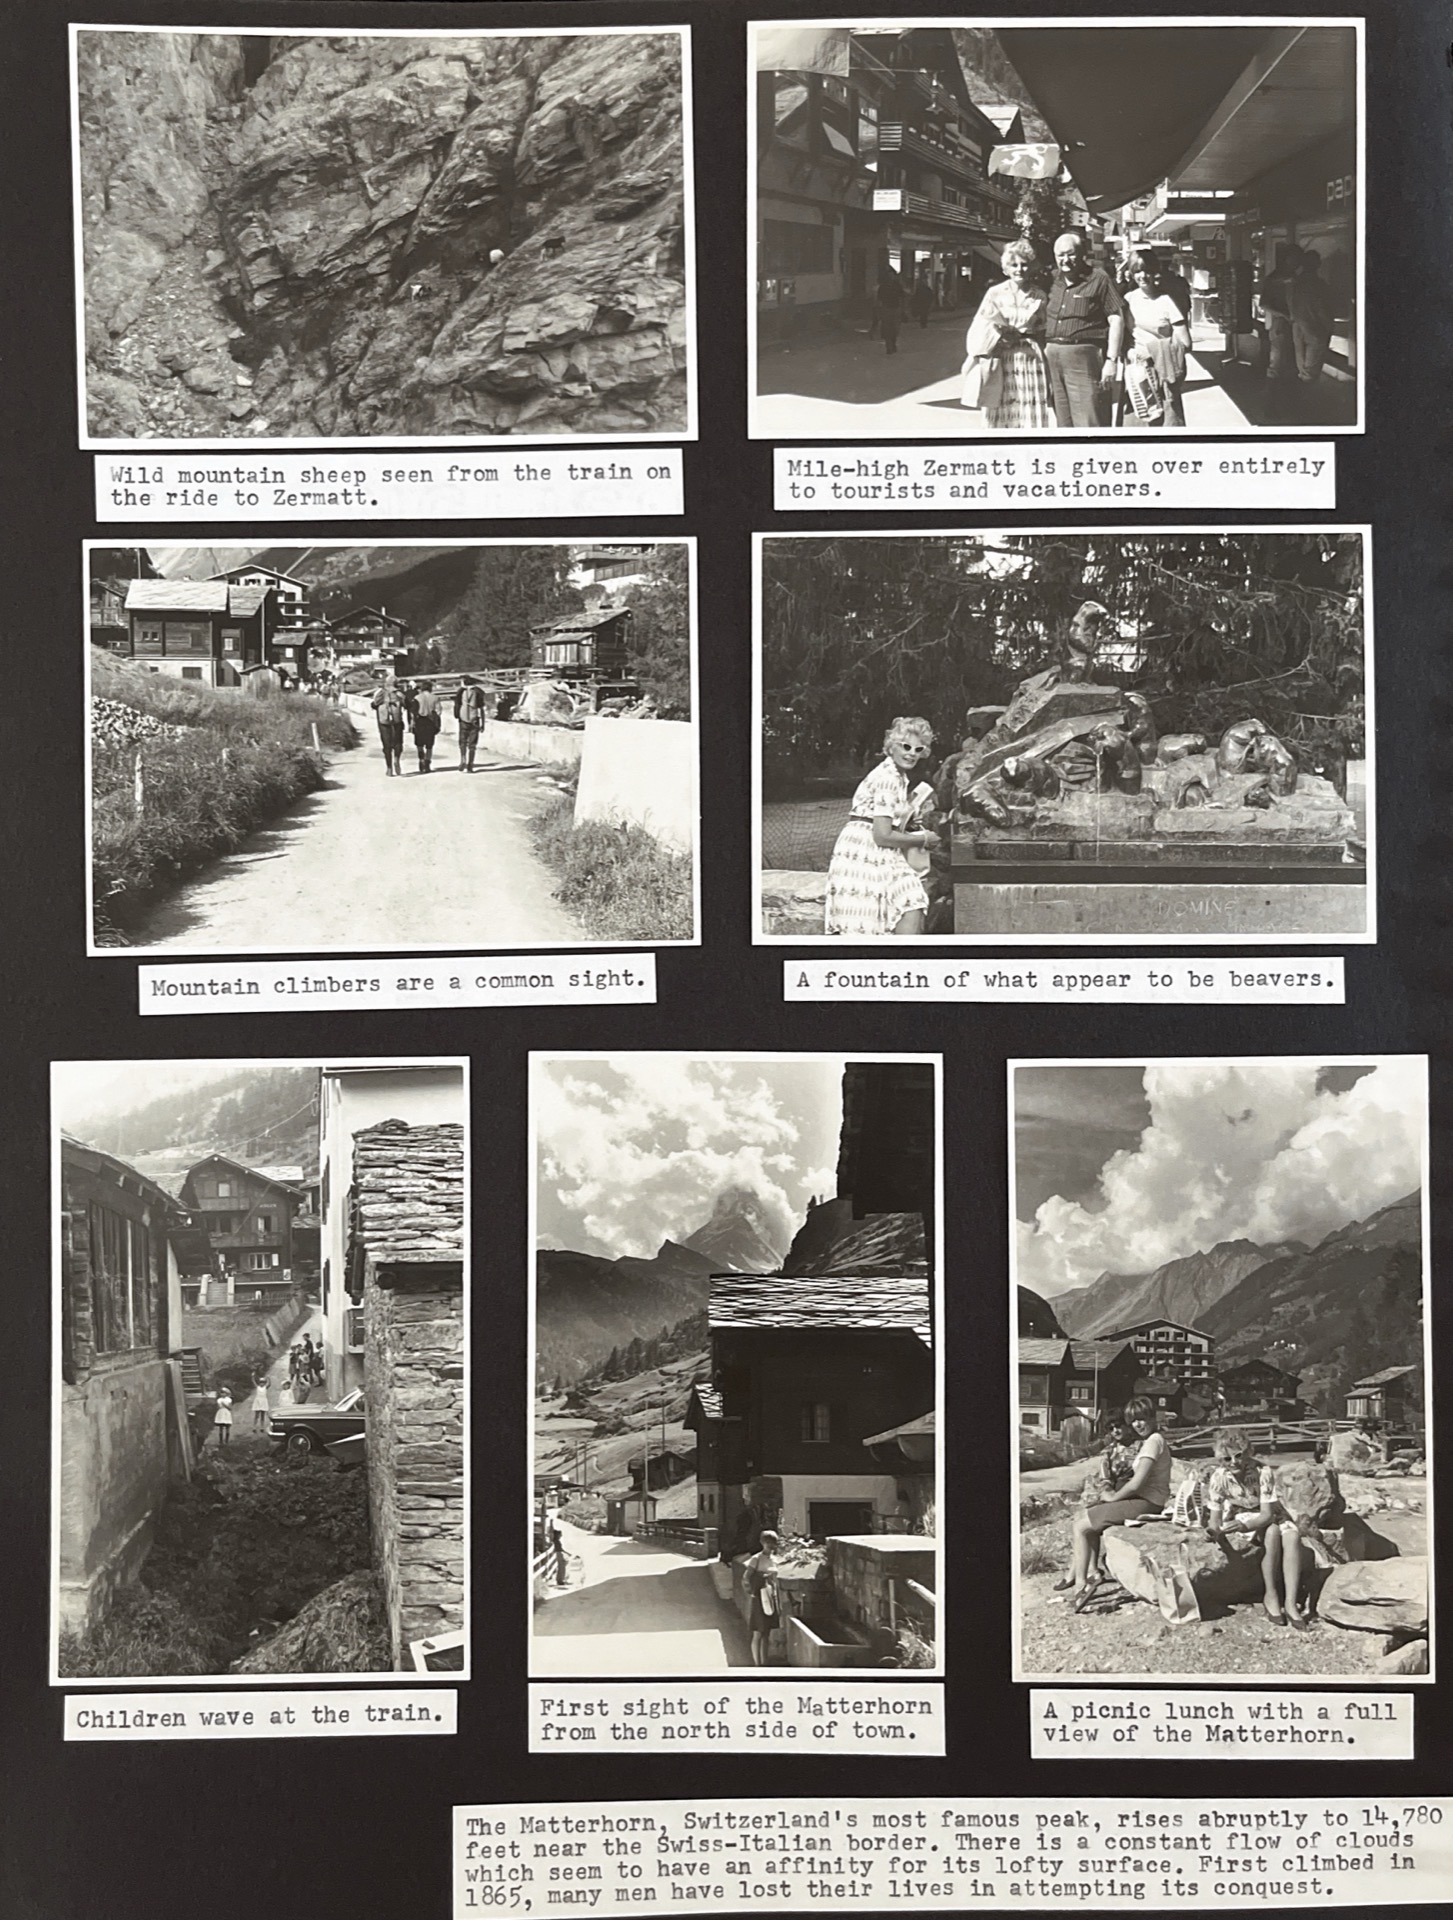 Wild mountain sheep seen from the train on
the ride to Zermatt.
Mile-high Zermatt is given over entirely
to tourists and vacationers.
Mountain climbers are a common sight.
DOMINE
A fountain of what appear to be beavers.
Children wave at the train.
First sight of the Matterhorn
from the north side of town.
A picnic lunch with a full
view of the Matterhorn.
The Matterhorn, Switzerland's most famous peak, rises abruptly to 14,780
feet near the Swiss-Italian border. There is a constant flow of clouds
which seem to have an affinity for its lofty surface. First climbed in
1865, many men have lost their lives in attempting its conquest.